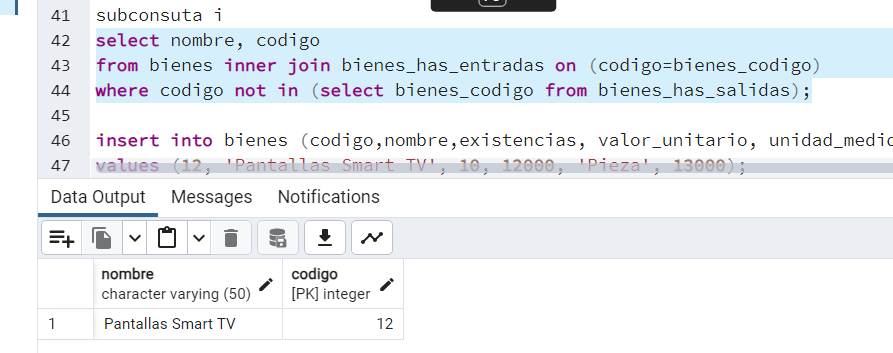 41 subconsuta i
42 select nombre, codigo
43 from bienes inner join bienes_has_entradas on (codigo=bienes_codigo)
44 where codigo not in (select bienes_codigo from bienes_has_salidas);
45
46 insert into bienes (codigo,nombre,existencias, valor_unitario, unidad_medic
47 values (12, 'Pantallas Smart TV', 10, 12000, 'Pieza', 13000);
Data Output Messages Notifications
nombre codigo
character varying (50) [PK] integer
1 Pantallas Smart TV 12